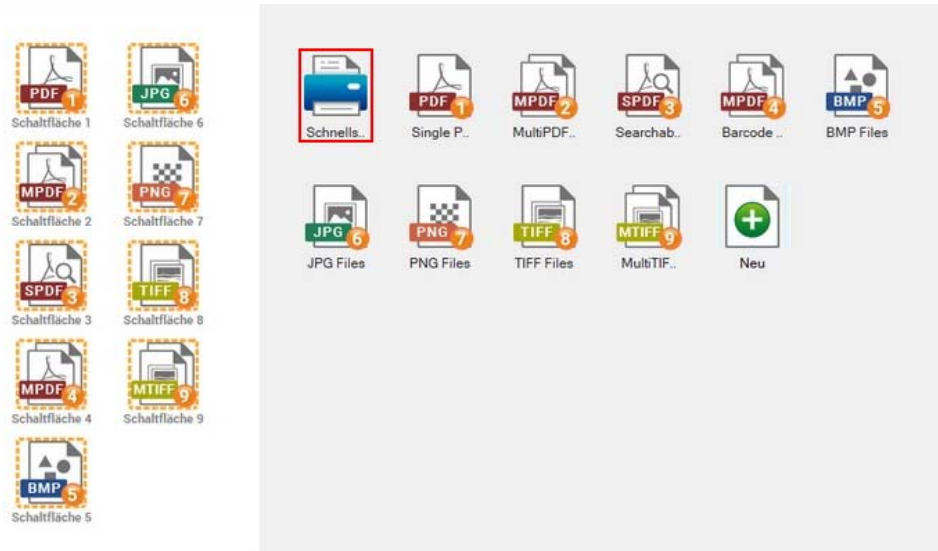 PDF 1
Schaltfläche 1
JPG 6
Schaltfläche 6
MPDF 2
Schaltfläche 2
PNG 7
Schaltfläche 7
SPDF 3
Schaltfläche 3
TIFF 8
Schaltfläche 8
MPDF 4
Schaltfläche 4
MTIFF 9
Schaltfläche 9
BMP 5
Schaltfläche 5
Schnells..
PDF 1
Single P..
MPDF 2
MultiPDF..
SPDF 3
Searchab..
MPDF 4
Barcode ..
BMP 5
BMP Files
JPG 6
JPG Files
PNG 7
PNG Files
TIFF 8
TIFF Files
MTIFF 9
MultiTIF..
Neu